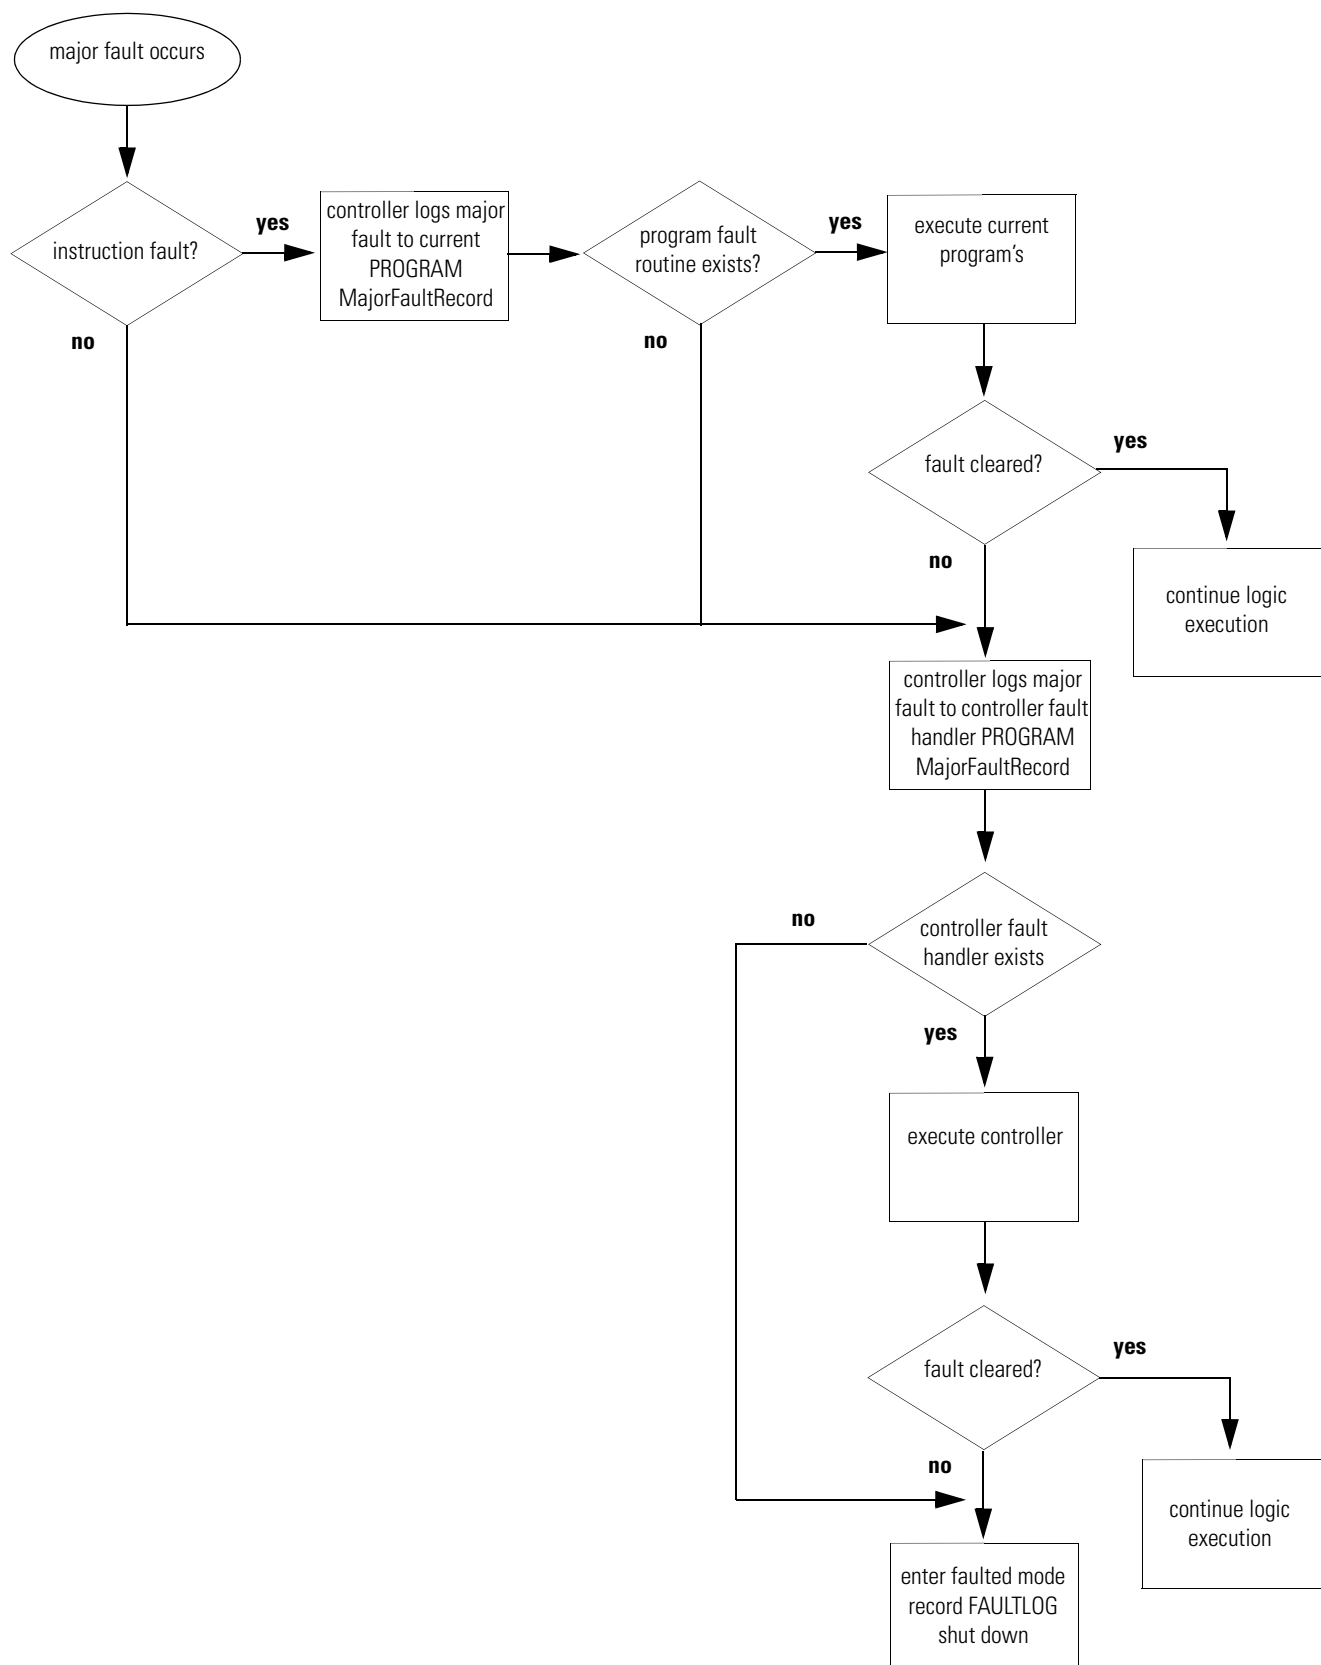 major fault occurs
instruction fault?
yes
no
controller logs major
fault to current
PROGRAM
MajorFaultRecord
program fault
routine exists?
yes
no
execute current
program's
fault cleared?
yes
no
continue logic
execution
controller logs major
fault to controller fault
handler PROGRAM
MajorFaultRecord
controller fault
handler exists
no
yes
execute controller
fault cleared?
yes
no
continue logic
execution
enter faulted mode
record FAULTLOG
shut down